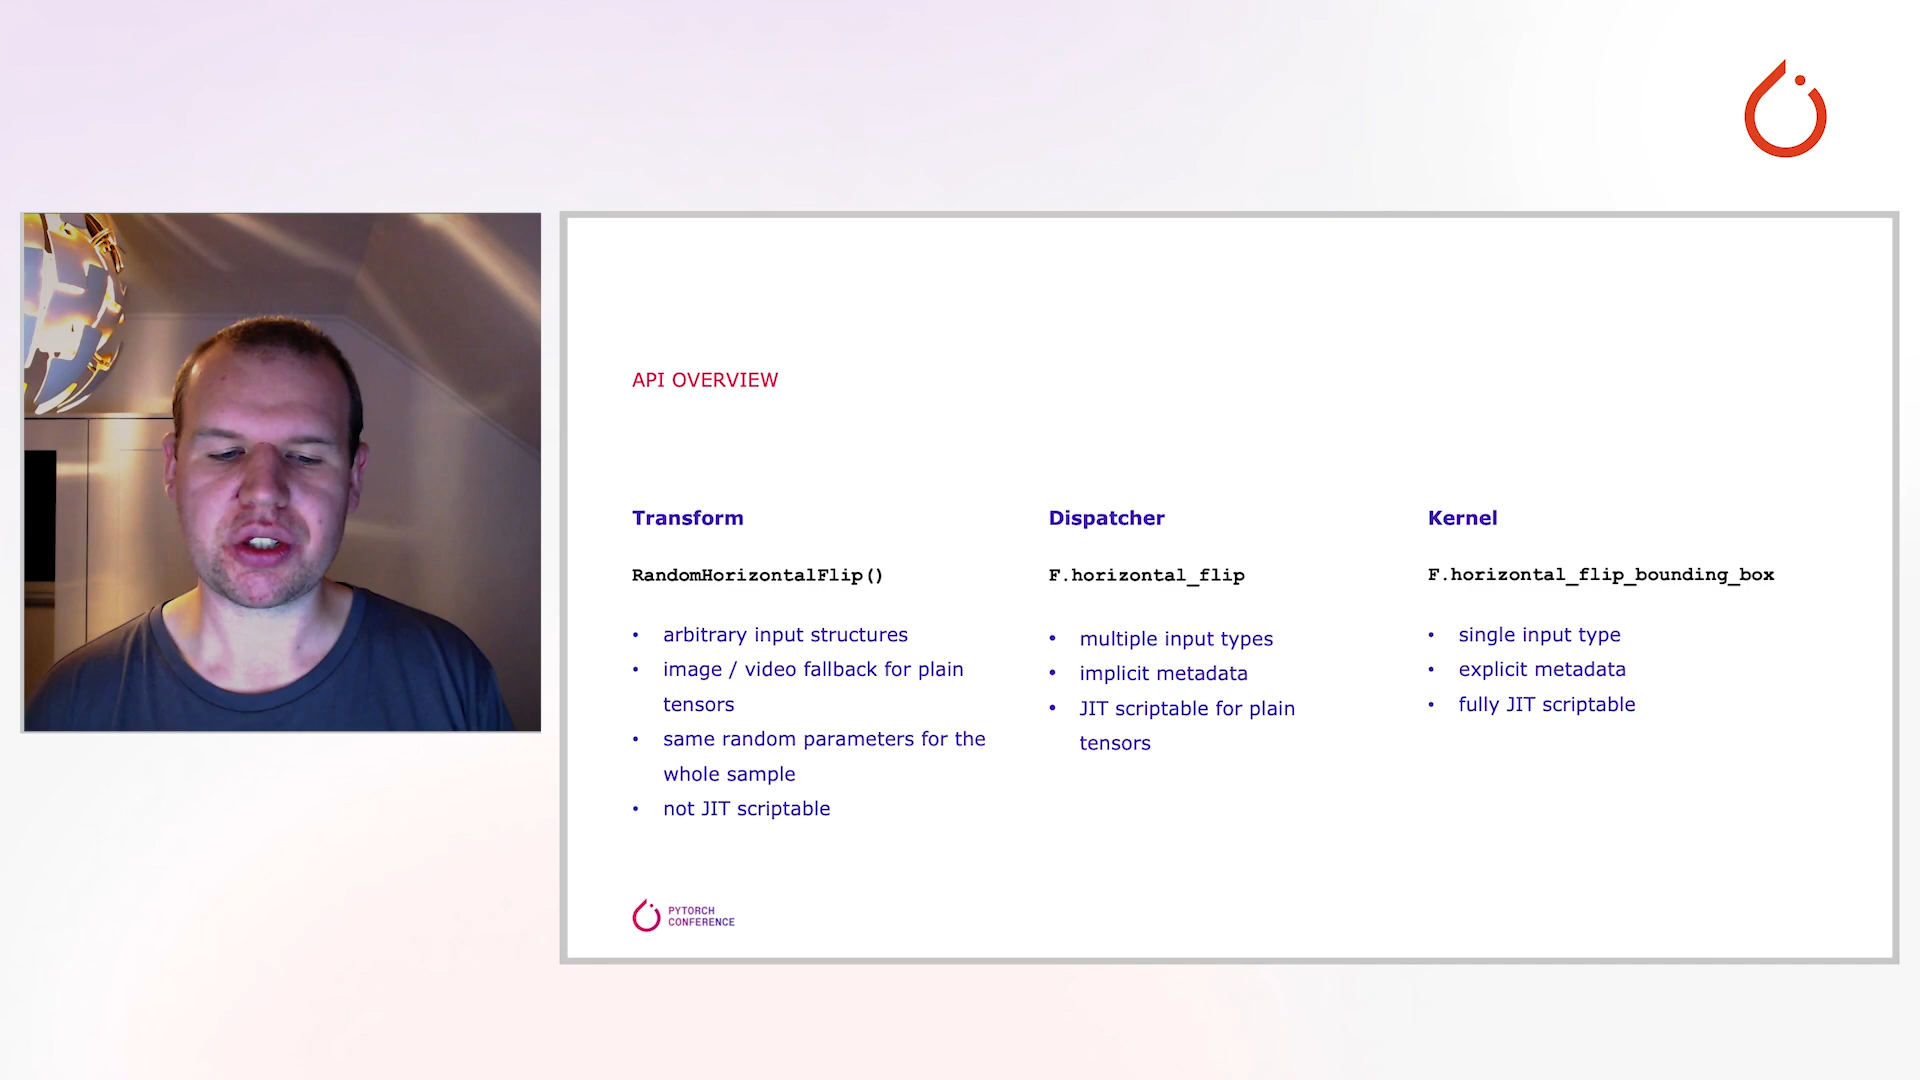 API OVERVIEW
Transform
RandomHorizontalFlip()
• arbitrary input structures
• image / video fallback for plain
tensors
• same random parameters for the
whole sample
• not JIT scriptable
Dispatcher
F.horizontal_flip
• multiple input types
• implicit metadata
• JIT scriptable for plain
tensors
Kernel
F.horizontal_flip_bounding_box
• single input type
• explicit metadata
• fully JIT scriptable
PYTORCH
CONFERENCE